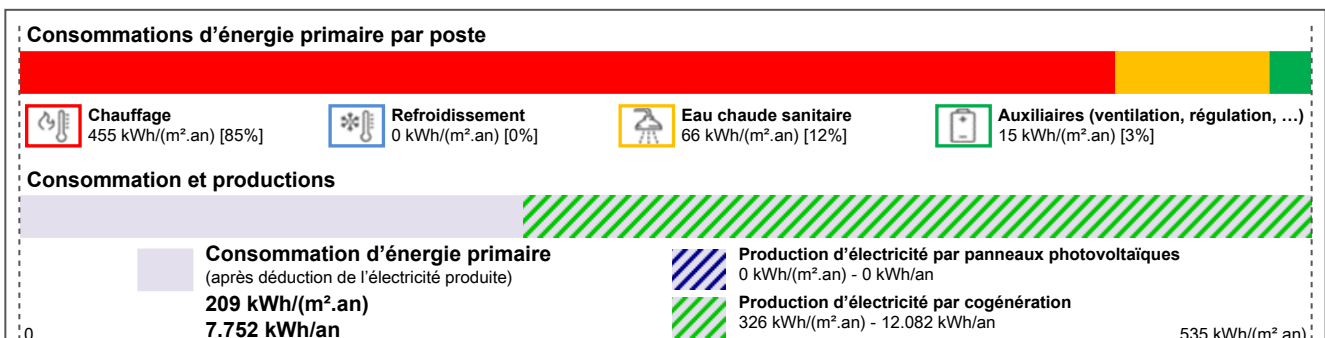 Consommations d’énergie primaire par poste
Chauffage
455 kWh/(m².an) [85%]
Refroidissement
0 kWh/(m².an) [0%]
Eau chaude sanitaire
66 kWh/(m².an) [12%]
Auxiliaires (ventilation, régulation, …)
15 kWh/(m².an) [3%]
Consommation et productions
Consommation d’énergie primaire
(après déduction de l’électricité produite)
209 kWh/(m².an)
7.752 kWh/an
Production d’électricité par panneaux photovoltaïques
0 kWh/(m².an) - 0 kWh/an
Production d’électricité par cogénération
326 kWh/(m².an) - 12.082 kWh/an
0
535 kWh/(m².an)